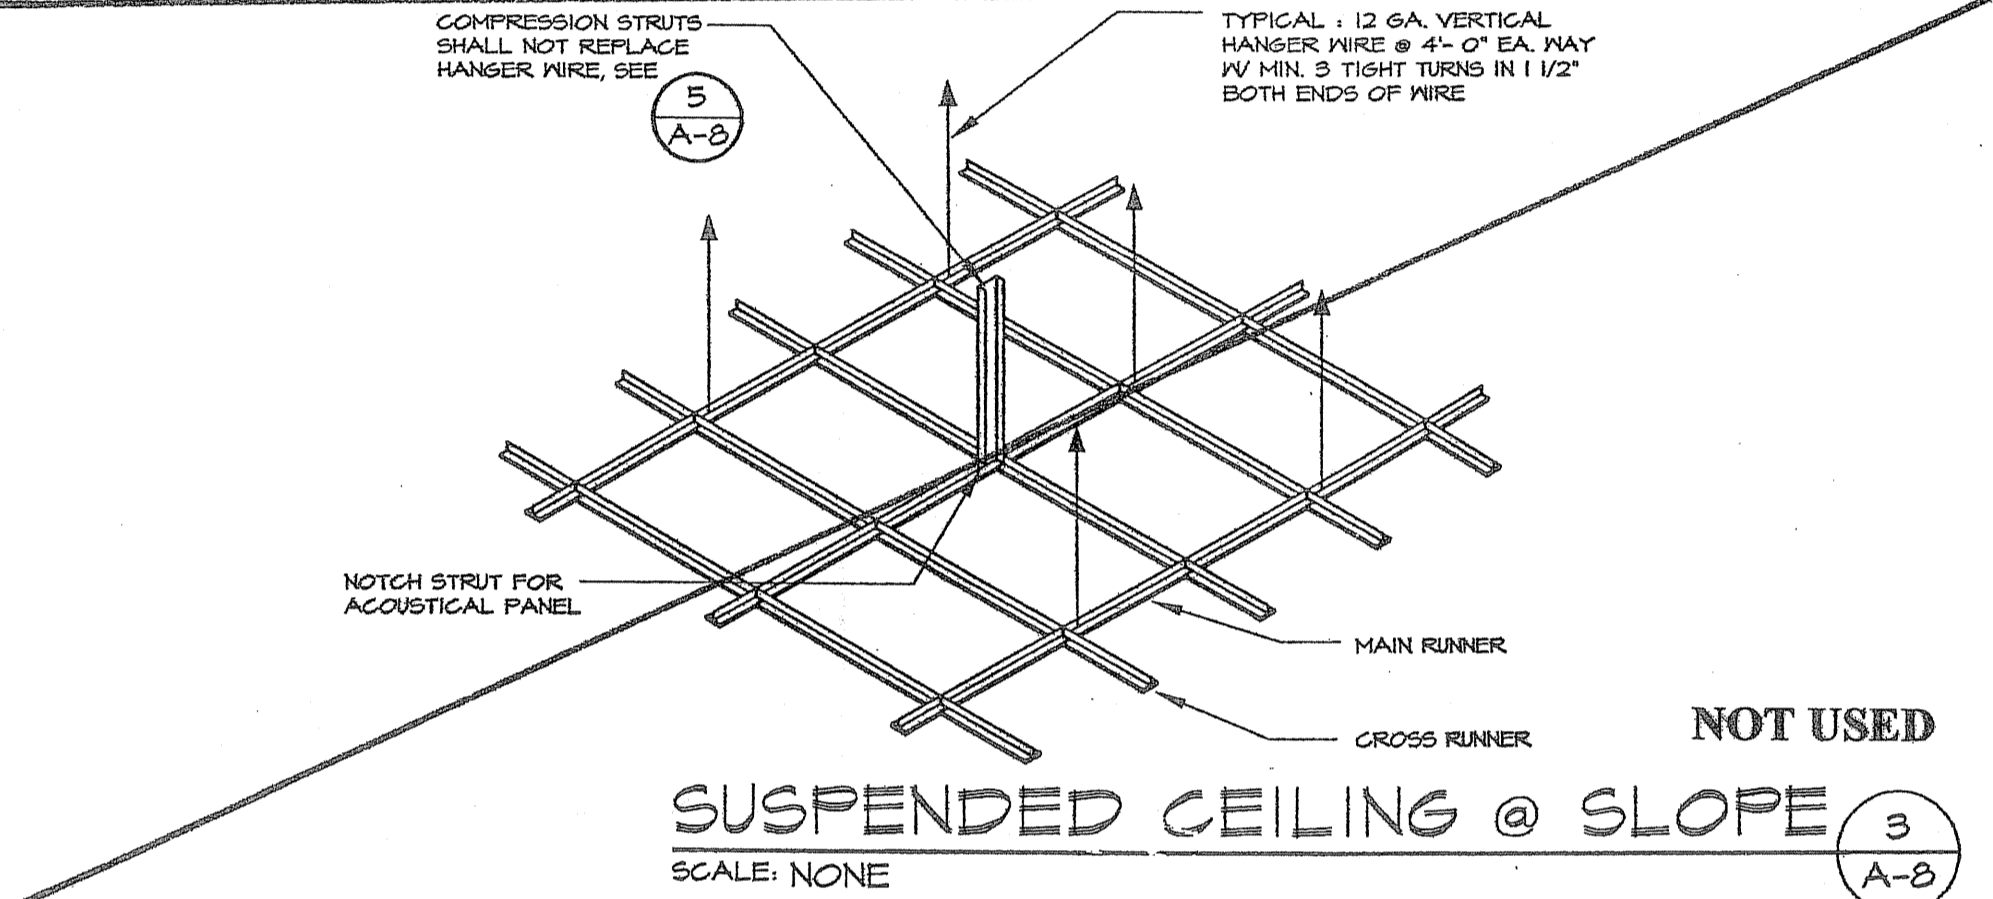 COMPRESSION STRUTS
SHALL NOT REPLACE
HANGER WIRE, SEE
5
A-8
TYPICAL : 12 GA. VERTICAL
HANGER WIRE @ 4'- 0" EA. WAY
W/ MIN. 3 TIGHT TURNS IN 1 1/2"
BOTH ENDS OF WIRE
NOTCH STRUT FOR
ACOUSTICAL PANEL
MAIN RUNNER
CROSS RUNNER
NOT USED
SUSPENDED CEILING @ SLOPE
3
A-8
SCALE: NONE